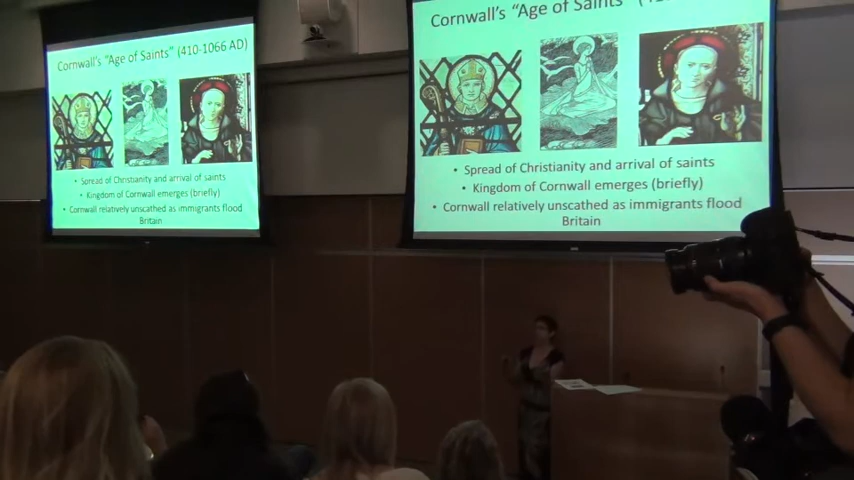 Cornwall's "Age of Saints" (410-1066 AD)
• Spread of Christianity and arrival of saints
• Kingdom of Cornwall emerges (briefly)
• Cornwall relatively unscathed as immigrants flood
Britain
Cornwall's "Age of Saints" (410
• Spread of Christianity and arrival of saints
• Kingdom of Cornwall emerges (briefly)
• Cornwall relatively unscathed as immigrants flood
Britain